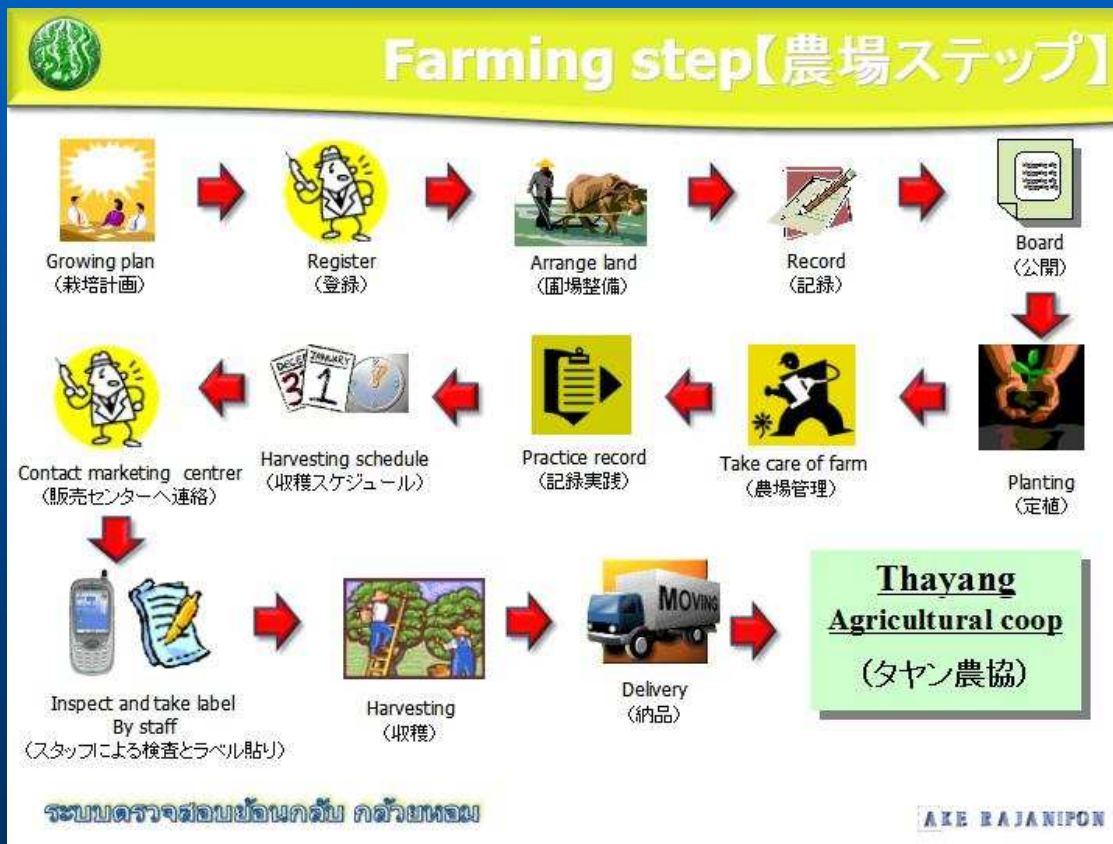 Farming step【農場ステップ】
Growing plan
（栽培計画）
Register
（登録）
Arrange land
（圃場整備）
Record
（記録）
Board
（公開）
Planting
（定植）
Take care of farm
（農場管理）
Practice record
（記録実践）
DECE
31
JANUARY
1
Harvesting schedule
（収穫スケジュール）
Contact marketing centrer
（販売センターへ連絡）
Inspect and take label
By staff
（スタッフによる検査とラベル貼り）
Harvesting
（収穫）
MOVING
Delivery
（納品）
Thayang
Agricultural coop
（タヤン農協）
ระบบตรวจสอบย้อนกลับ กล้วยหอม
AKE RAJANIPON